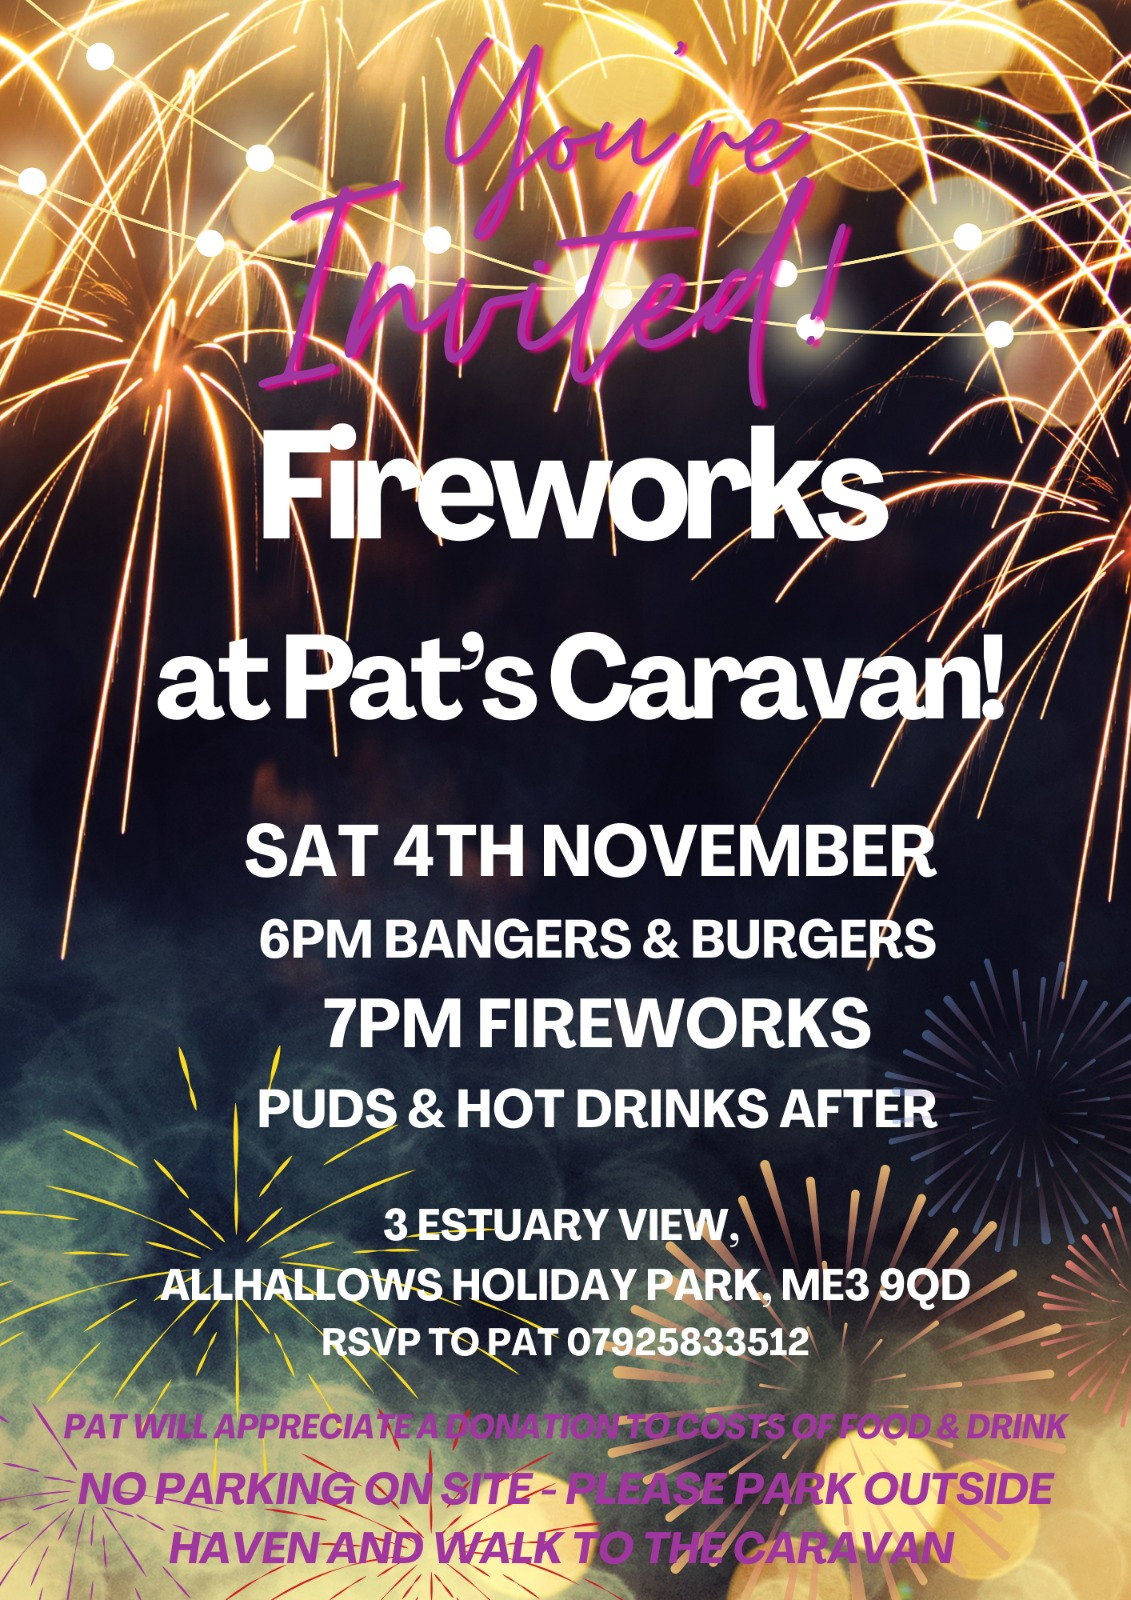 You're
Invited!
Fireworks
at Pat's Caravan!
SAT 4TH NOVEMBER
6PM BANGERS & BURGERS
7PM FIREWORKS
PUDS & HOT DRINKS AFTER
3 ESTUARY VIEW,
ALLHALLOWS HOLIDAY PARK, ME3 9QD
RSVP TO PAT 07925833512
PAT WILL APPRECIATE A DONATION TO COSTS OF FOOD & DRINK
NO PARKING ON SITE - PLEASE PARK OUTSIDE
HAVEN AND WALK TO THE CARAVAN